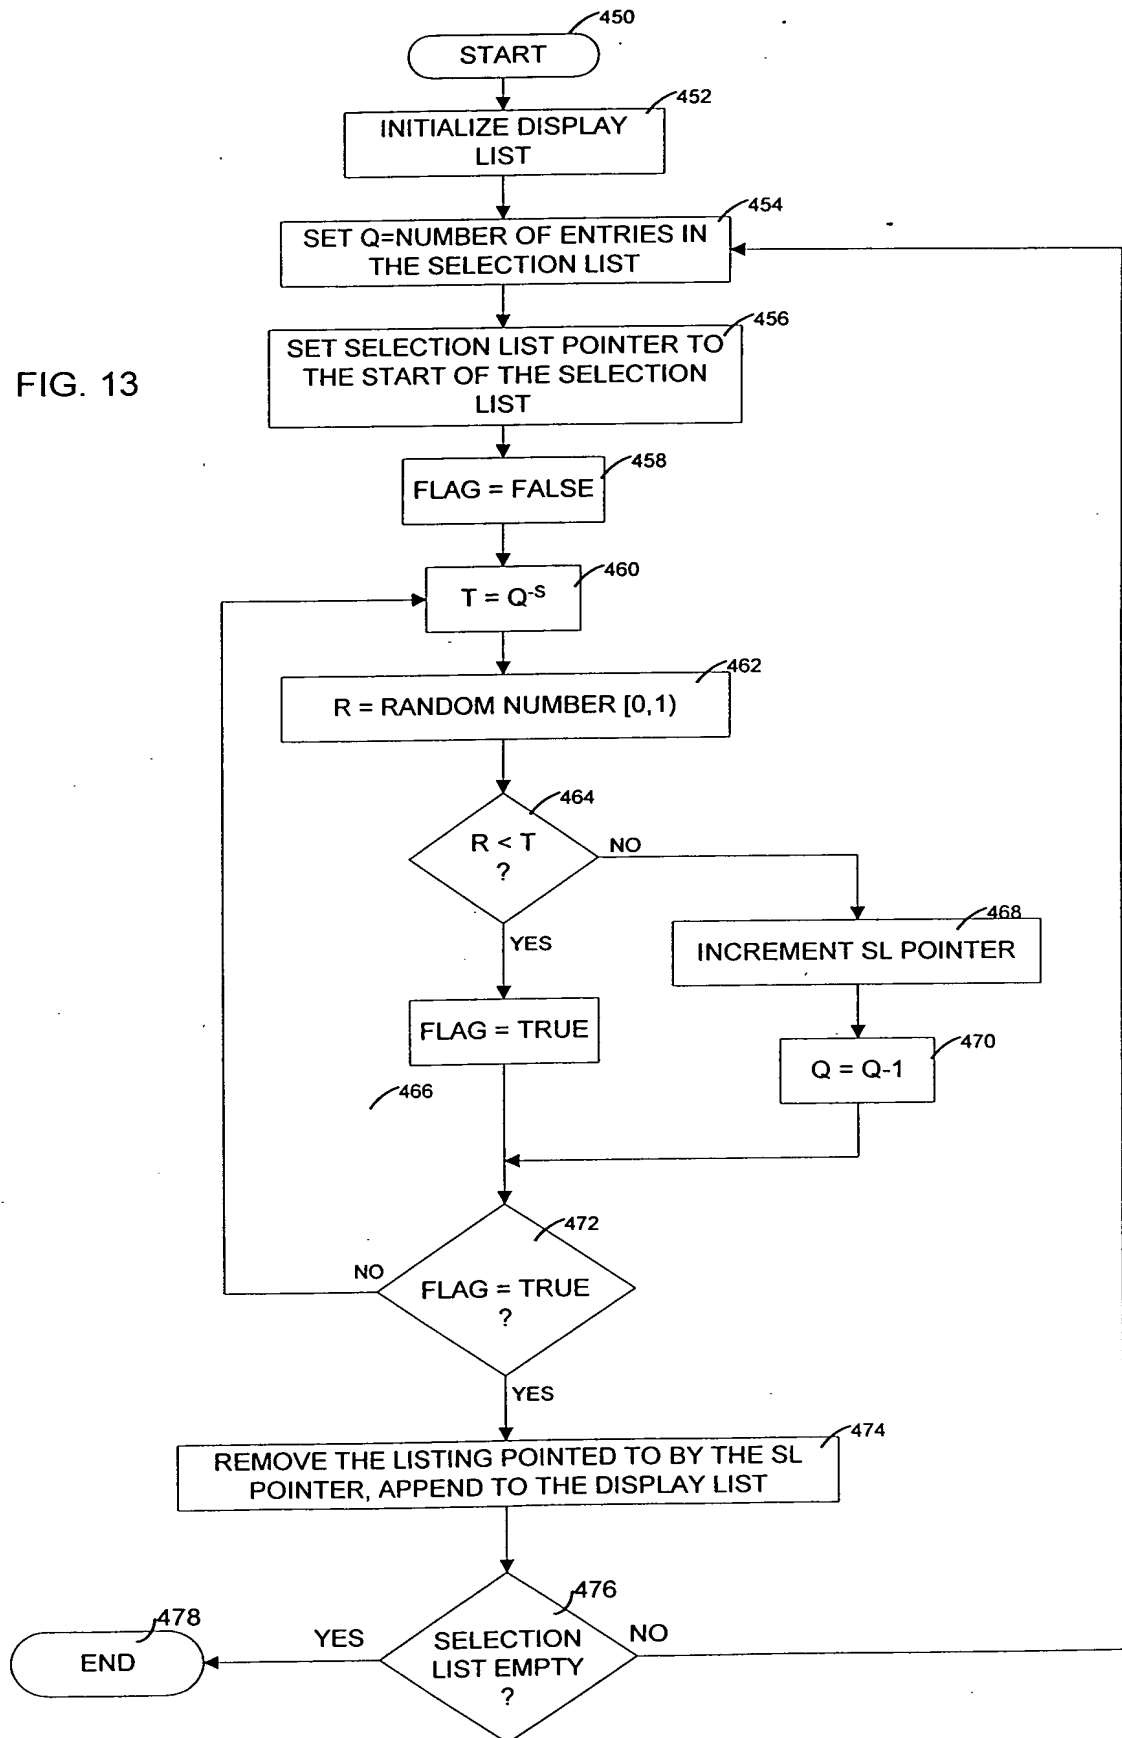 450
START
452
INITIALIZE DISPLAY
LIST
454
SET Q=NUMBER OF ENTRIES IN
THE SELECTION LIST
456
SET SELECTION LIST POINTER TO
THE START OF THE SELECTION
LIST
FIG. 13
458
FLAG = FALSE
460
T = Q-S
462
R = RANDOM NUMBER [0,1)
464
R < T
?
NO
YES
468
INCREMENT SL POINTER
FLAG = TRUE
470
Q = Q-1
466
472
NO
FLAG = TRUE
?
YES
474
REMOVE THE LISTING POINTED TO BY THE SL
POINTER, APPEND TO THE DISPLAY LIST
476
478
YES
SELECTION
LIST EMPTY
?
NO
END